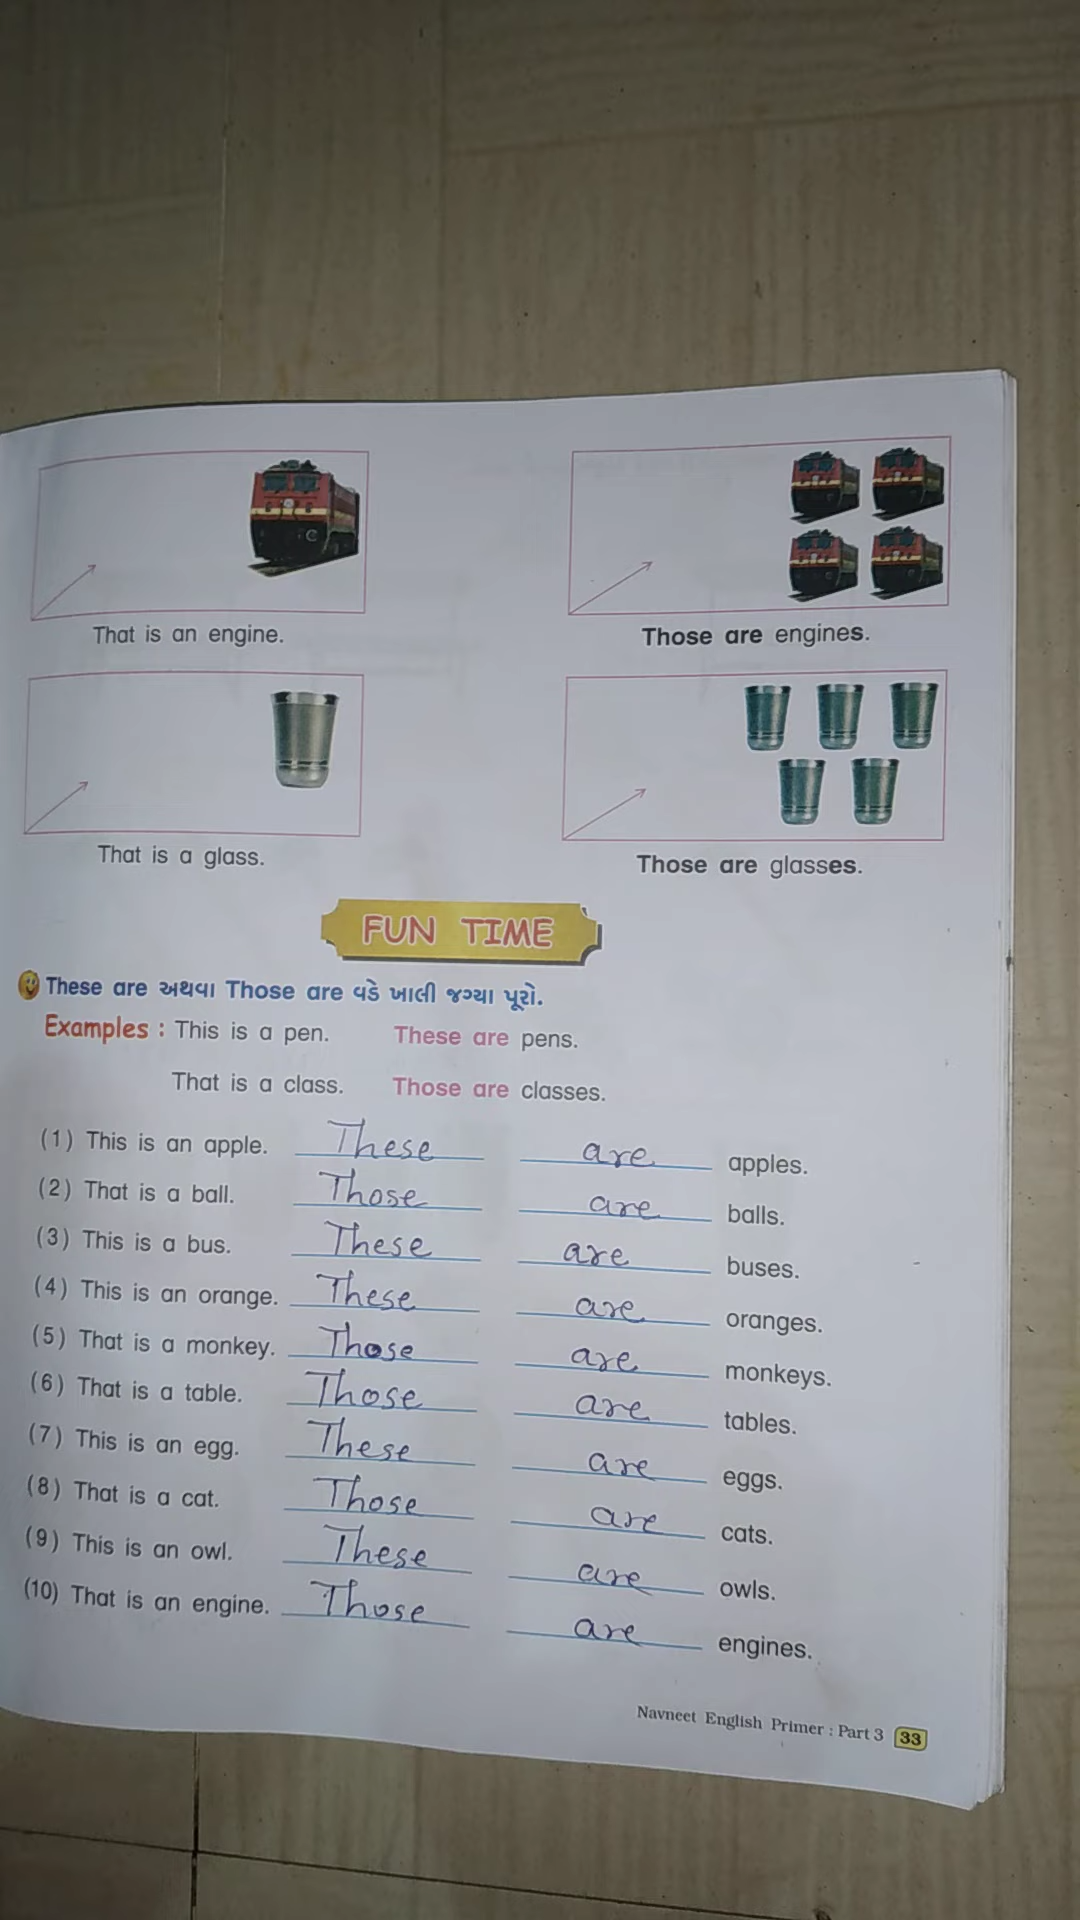 That is an engine. Those are engines.
That is a glass. Those are glasses.
FUN TIME
These are અથવા Those are વડે ખાલી જગ્યા પૂરો.
Examples : This is a pen. These are pens.
That is a class. Those are classes.
(1) This is an apple. These are apples.
(2) That is a ball. Those are balls.
(3) This is a bus. These are buses.
(4) This is an orange. These are oranges.
(5) That is a monkey. Those are monkeys.
(6) That is a table. Those are tables.
(7) This is an egg. These are eggs.
(8) That is a cat. Those are cats.
(9) This is an owl. These are owls.
(10) That is an engine. Those are engines.
Navneet English Primer : Part 3 33